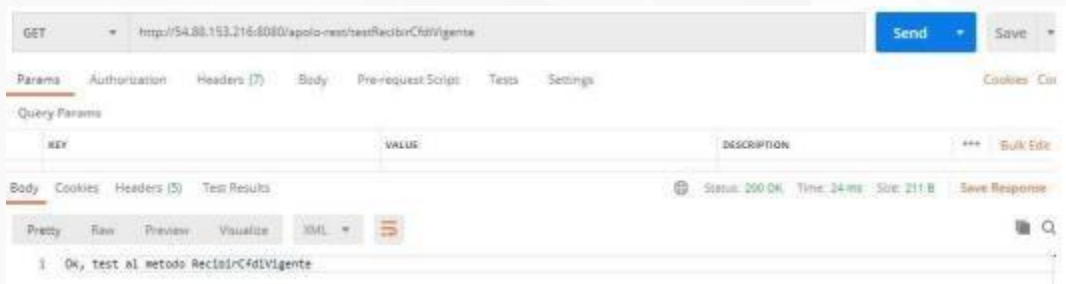 GET http://54.88.153.216:8080/apolo-rest/testRecibirCfdiVigente Send Save
Params Authorization Headers (7) Body Pre-request Script Tests Settings Cookies
Query Params
KEY VALUE DESCRIPTION ••• Bulk Edit
Body Cookies Headers (5) Test Results Status: 200 OK Time: 24 ms Size: 211 B Save Response
Pretty Raw Preview Visualize XML
1 Ok, test al metodo RecibirCfdiVigente